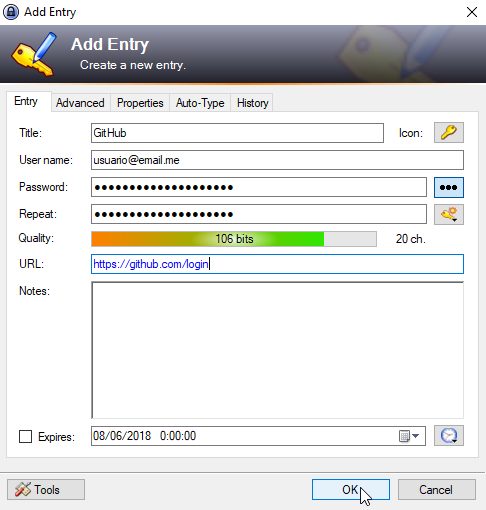 Add Entry
Add Entry
Create a new entry.
Entry Advanced Properties Auto-Type History
Title: GitHub Icon:
User name: usuario@email.me
Password: ●●●●●●●●●●●●●●●●●●●● ●●●
Repeat: ●●●●●●●●●●●●●●●●●●●●
Quality: 106 bits 20 ch.
URL: https://github.com/login
Notes:
Expires: 08/06/2018 0:00:00
Tools OK Cancel